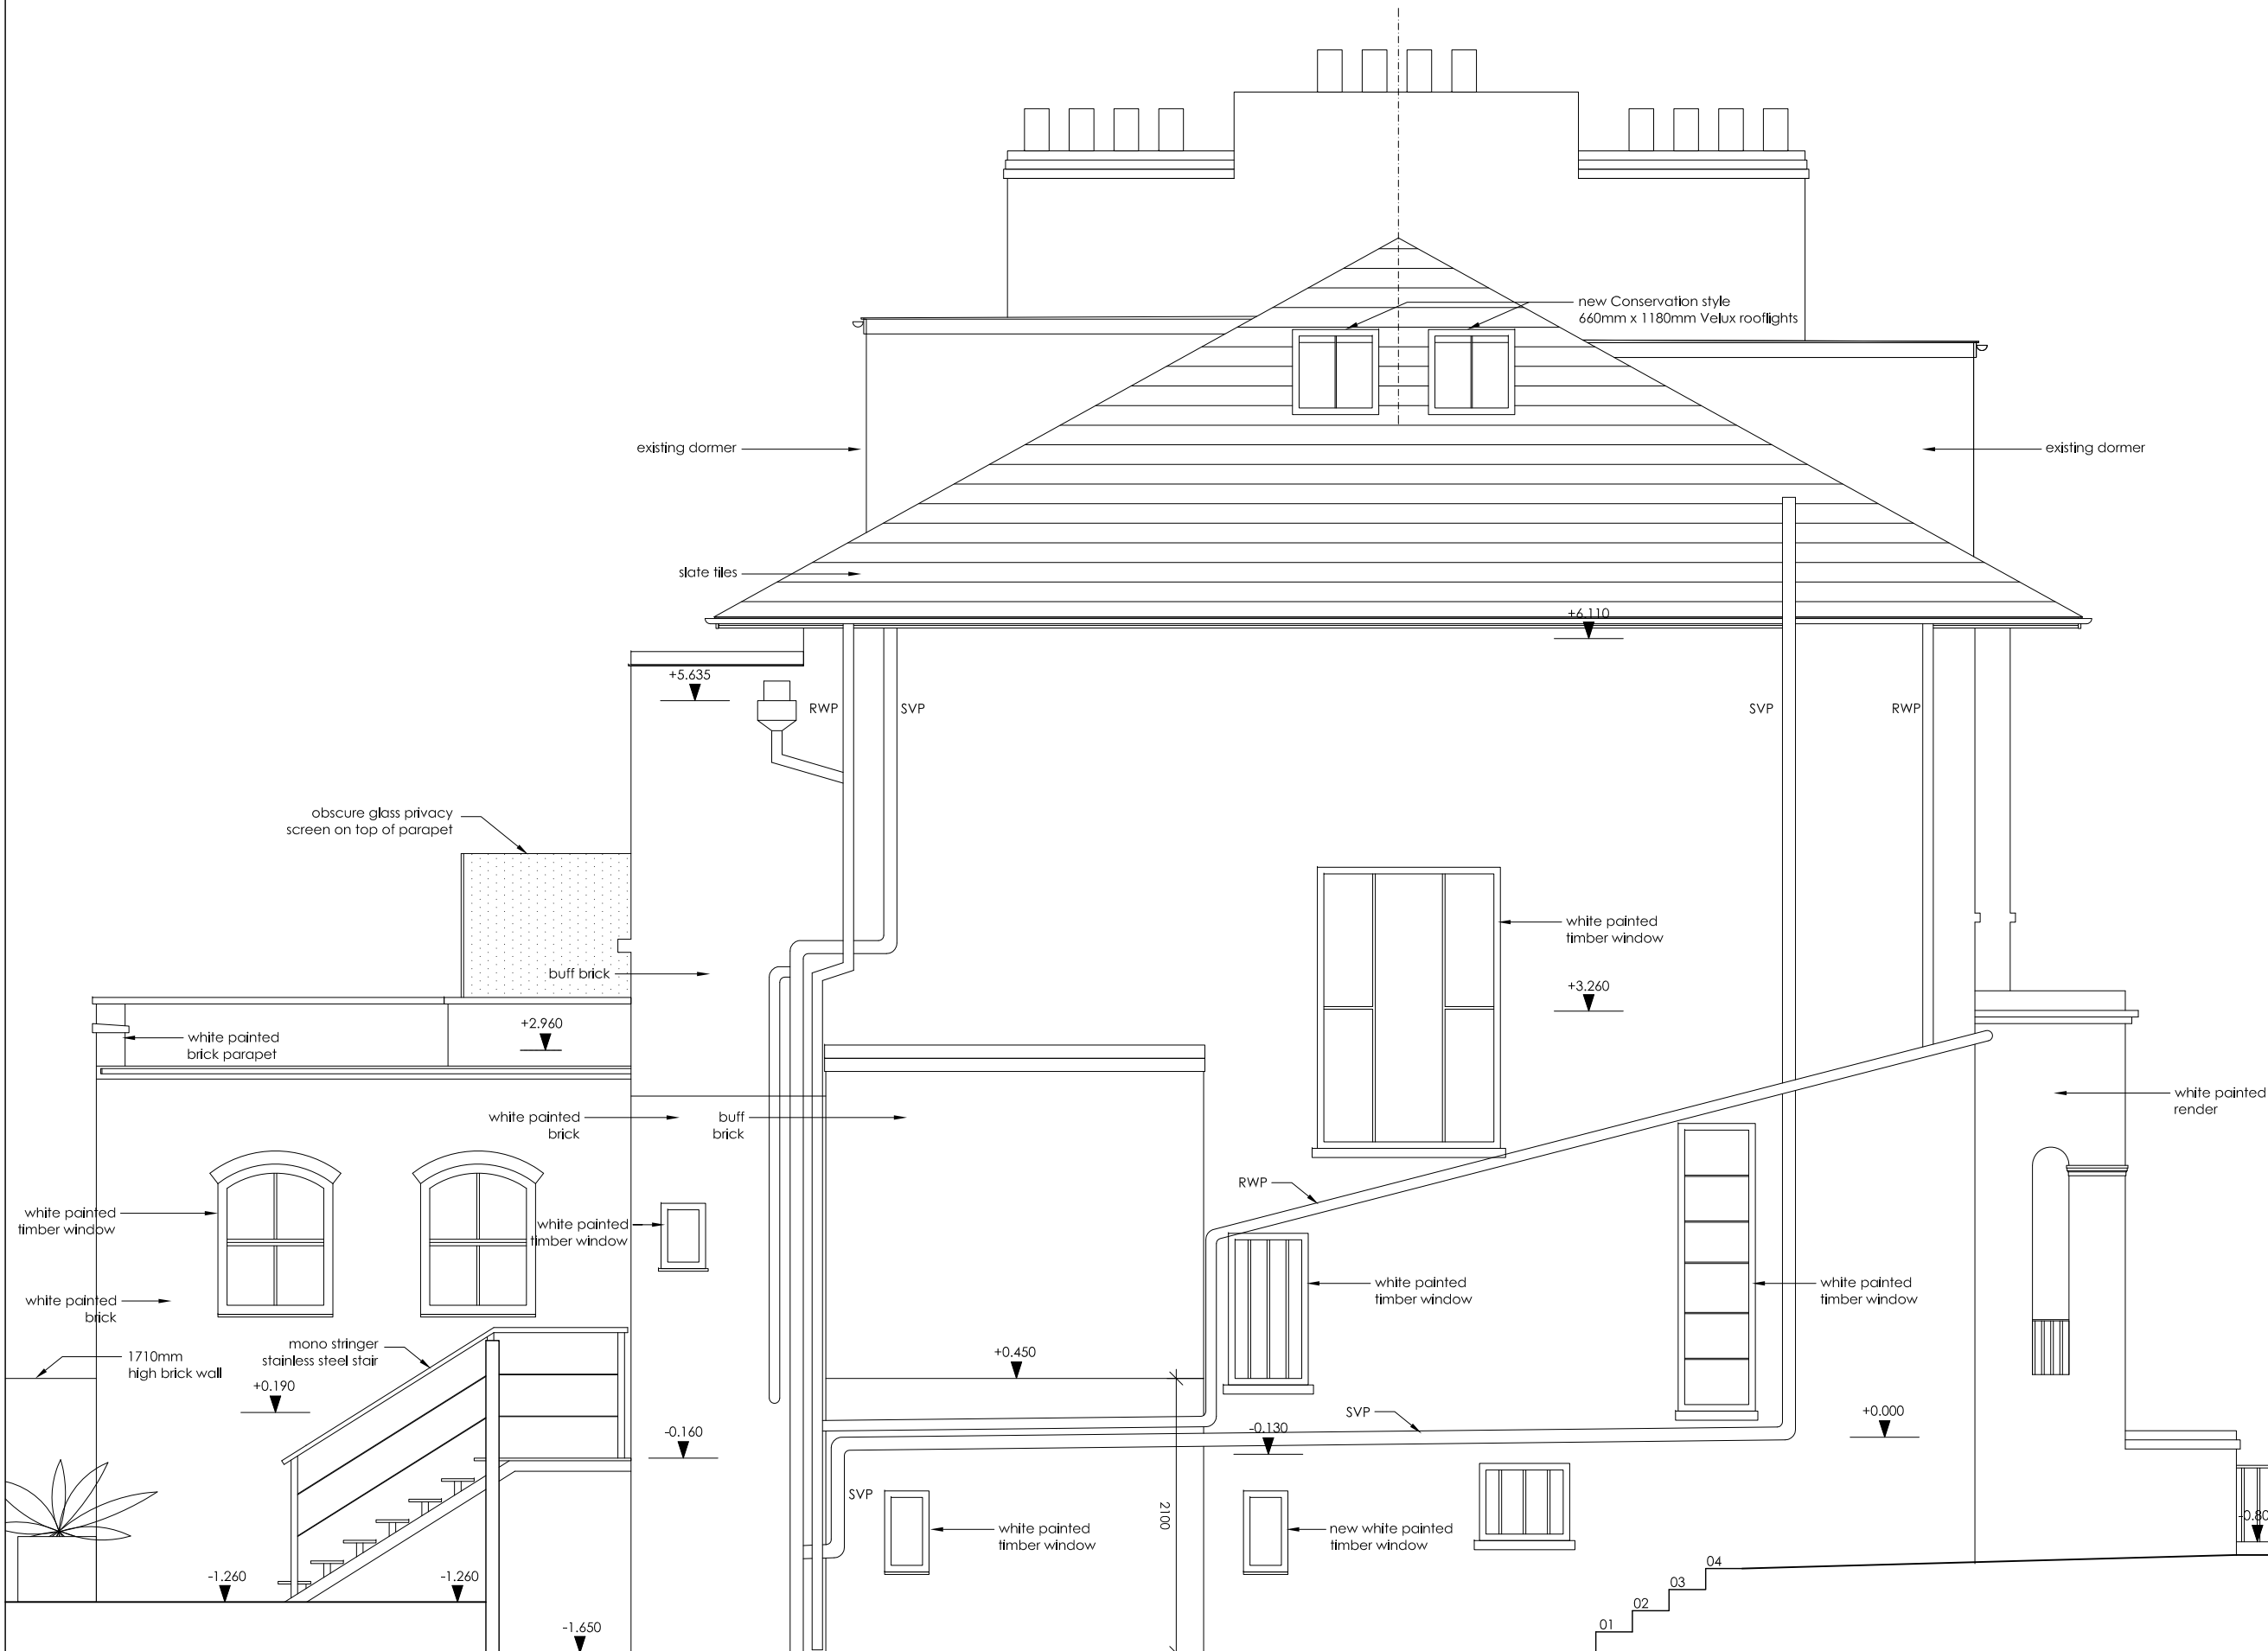 new Conservation style
660mm x 1180mm Velux rooflights
existing dormer
existing dormer
slate tiles
+6.110
+5.635
RWP
SVP
SVP
RWP
obscure glass privacy
screen on top of parapet
white painted
timber window
buff brick
+3.260
+2.960
white painted
brick parapet
white painted
render
white painted
brick
buff
brick
RWP
white painted
timber window
white painted
timber window
white painted
timber window
white painted
timber window
white painted
brick
mono stringer
stainless steel stair
1710mm
high brick wall
+0.450
+0.190
SVP
+0.000
-0.130
-0.160
SVP
2100
-0.80
white painted
timber window
new white painted
timber window
-1.260
-1.260
04
03
02
01
-1.650